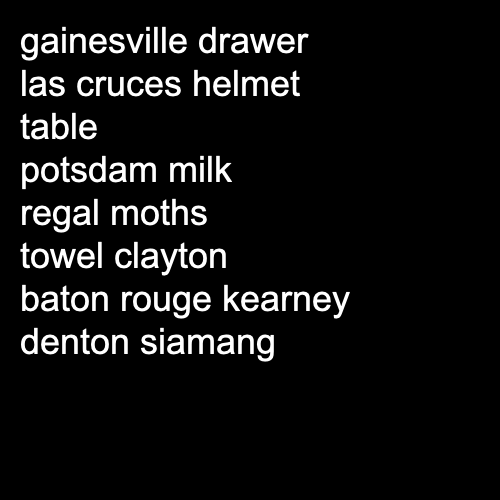 gainesville drawer
las cruces helmet
table
potsdam milk
regal moths
towel clayton
baton rouge kearney
denton siamang